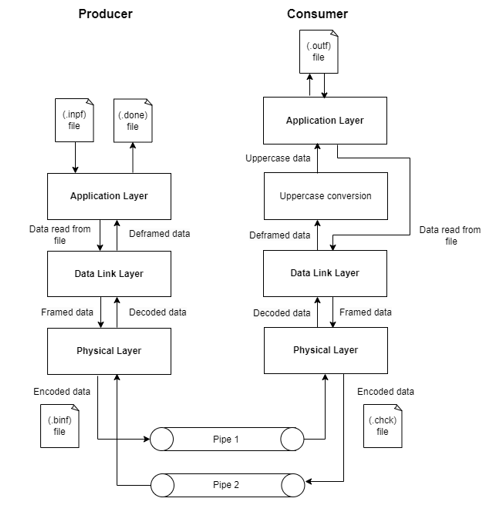 Producer
Consumer
(.outf)
file
(.inpf)
file
(.done)
file
Application Layer
Uppercase data
Application Layer
Uppercase conversion
Data read from
file
Deframed data
Deframed data
Data read from
file
Data Link Layer
Data Link Layer
Framed data
Decoded data
Decoded data
Framed data
Physical Layer
Physical Layer
Encoded data
Encoded data
(.binf)
file
(.chck)
file
Pipe 1
Pipe 2